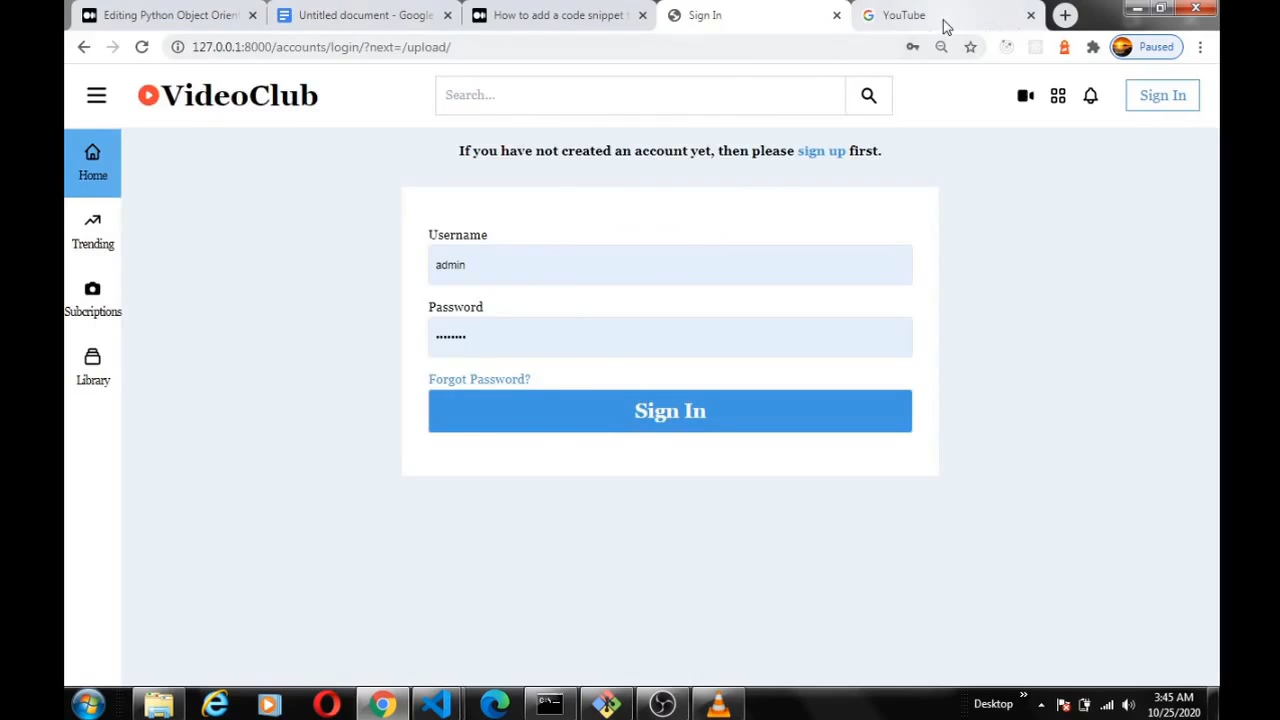 Editing Python Object Orient
Untitled document - Google
How to add a code snippet t
Sign In
YouTube
127.0.0.1:8000/accounts/login/?next=/upload/
Paused
VideoClub
Search...
Sign In
If you have not created an account yet, then please sign up first.
Home
Trending
Subcriptions
Library
Username
admin
Password
••••••••
Forgot Password?
Sign In
Desktop
3:45 AM
10/25/2020